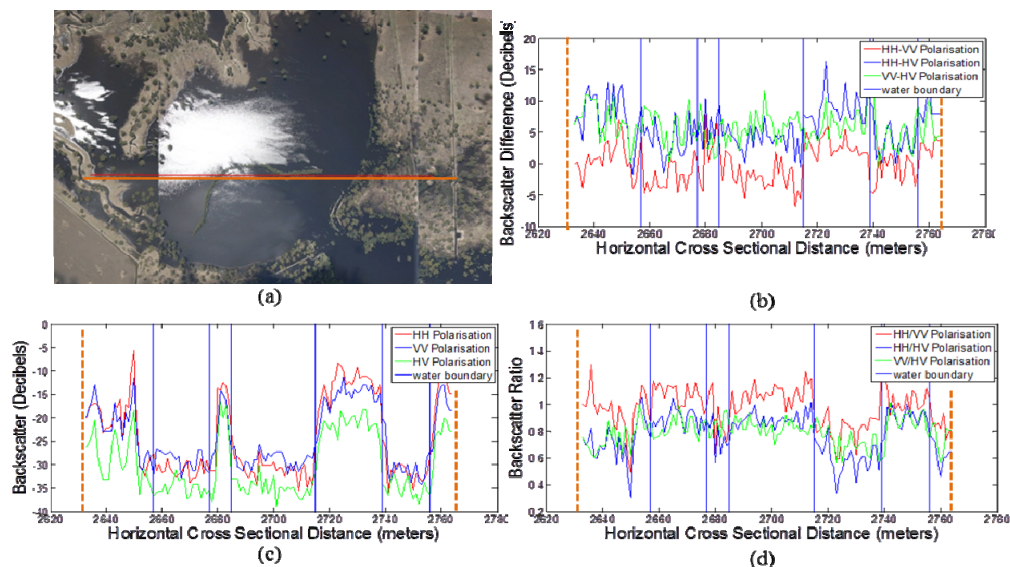 (a)
Backscatter Difference (Decibels)
20
15
10
5
0
-5
-10
2620 2640 2660 2680 2700 2720 2740 2760 2780
Horizontal Cross Sectional Distance (meters)
HH-VV Polarisation
HH-HV Polarisation
VV-HV Polarisation
water boundary
(b)
Backscatter (Decibels)
0
-5
-10
-15
-20
-25
-30
-35
-40
2620 2640 2660 2680 2700 2720 2740 2760 2780
Horizontal Cross Sectional Distance (meters)
HH Polarisation
VV Polarisation
HV Polarisation
water boundary
(c)
Backscatter Ratio
1.6
1.4
1.2
1.0
0.8
0.6
0.4
0.2
2620 2640 2660 2680 2700 2720 2740 2760 2780
Horizontal Cross Sectional Distance (meters)
HH/VV Polarisation
HH/HV Polarisation
VV/HV Polarisation
water boundary
(d)